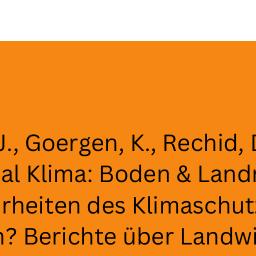 J., Goergen, K., Rechid, D
al Klima: Boden & Landn
rheiten des Klimaschutz
n? Berichte über Landwi